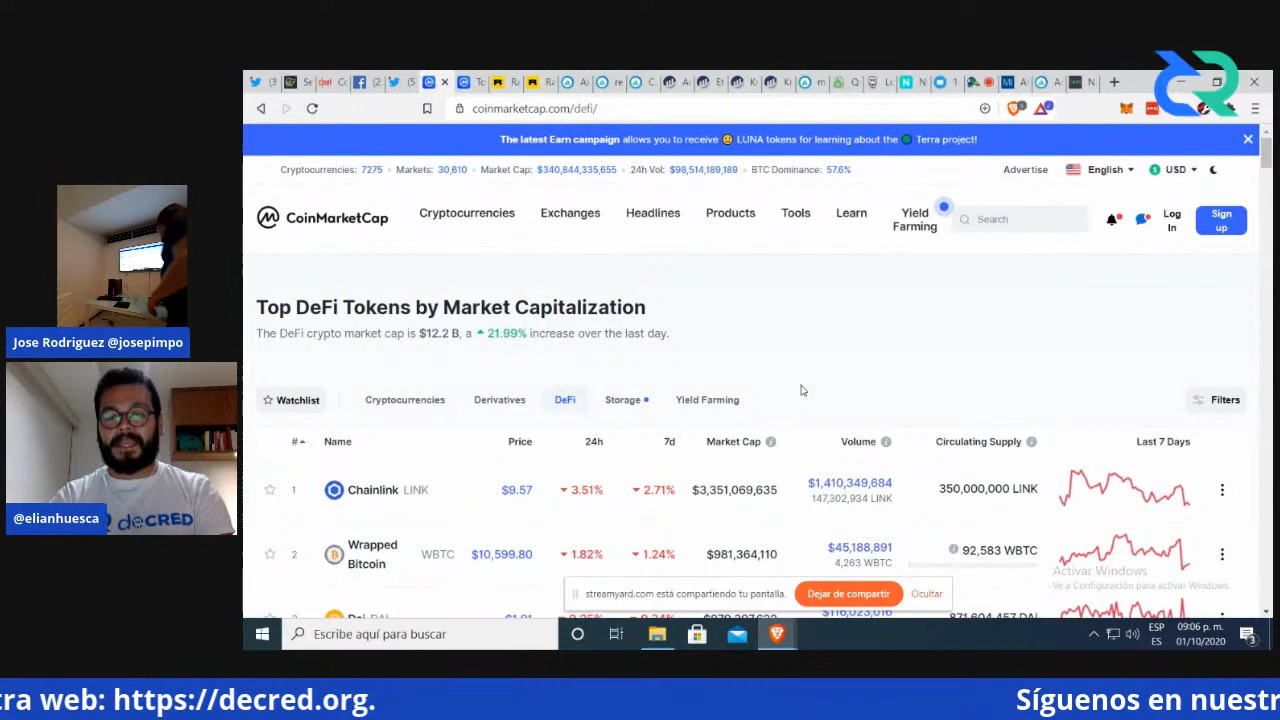 coinmarketcap.com/defi/
The latest Earn campaign allows you to receive LUNA tokens for learning about the Terra project!
Cryptocurrencies: 7275 • Markets: 30,610 • Market Cap: $340,844,335,655 • 24h Vol: $98,514,189,189 • BTC Dominance: 57.6%
Advertise English USD
CoinMarketCap
Cryptocurrencies Exchanges Headlines Products Tools Learn Yield Farming
Search
Log In
Sign up
Top DeFi Tokens by Market Capitalization
The DeFi crypto market cap is $12.2 B, a 21.99% increase over the last day.
Watchlist Cryptocurrencies Derivatives DeFi Storage Yield Farming Filters
# Name Price 24h 7d Market Cap Volume Circulating Supply Last 7 Days
1 Chainlink LINK $9.57 3.51% 2.71% $3,351,069,635 $1,410,349,684 350,000,000 LINK
147,302,934 LINK
2 Wrapped Bitcoin WBTC $10,599.80 1.82% 1.24% $981,364,110 $45,188,891 92,583 WBTC
4,263 WBTC
Activar Windows
Ve a Configuración para activar Windows.
streamyard.com está compartiendo tu pantalla. Dejar de compartir Ocultar
Escribe aquí para buscar
ESP
ES
09:06 p. m.
01/10/2020
3
Jose Rodriguez @josepimpo
decred
@elianhuesca
tra web: https://decred.org.
Síguenos en nuestr